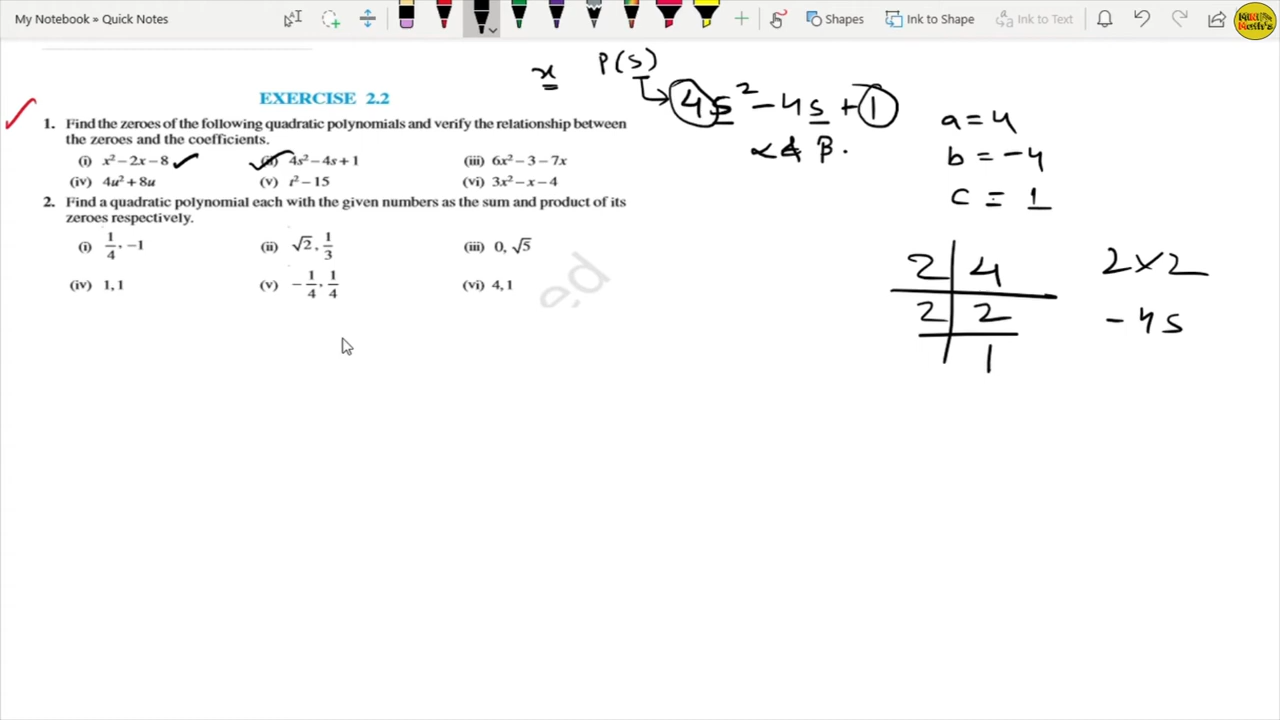 My Notebook » Quick Notes
Shapes
Ink to Shape
Ink to Text
EXERCISE 2.2
1. Find the zeroes of the following quadratic polynomials and verify the relationship between
the zeroes and the coefficients.
(i) x² – 2x – 8 (ii) 4s² – 4s + 1 (iii) 6x² – 3 – 7x
(iv) 4u² + 8u (v) t² – 15 (vi) 3x² – x – 4
2. Find a quadratic polynomial each with the given numbers as the sum and product of its
zeroes respectively.
(i) 1/4, –1 (ii) √2, 1/3 (iii) 0, √5
(iv) 1, 1 (v) –1/4, 1/4 (vi) 4, 1
ed
x P(s)
4s² – 4s + 1
α & β.
a = 4
b = –4
c = 1
2 | 4
2 | 2
1
2 × 2
– 4s